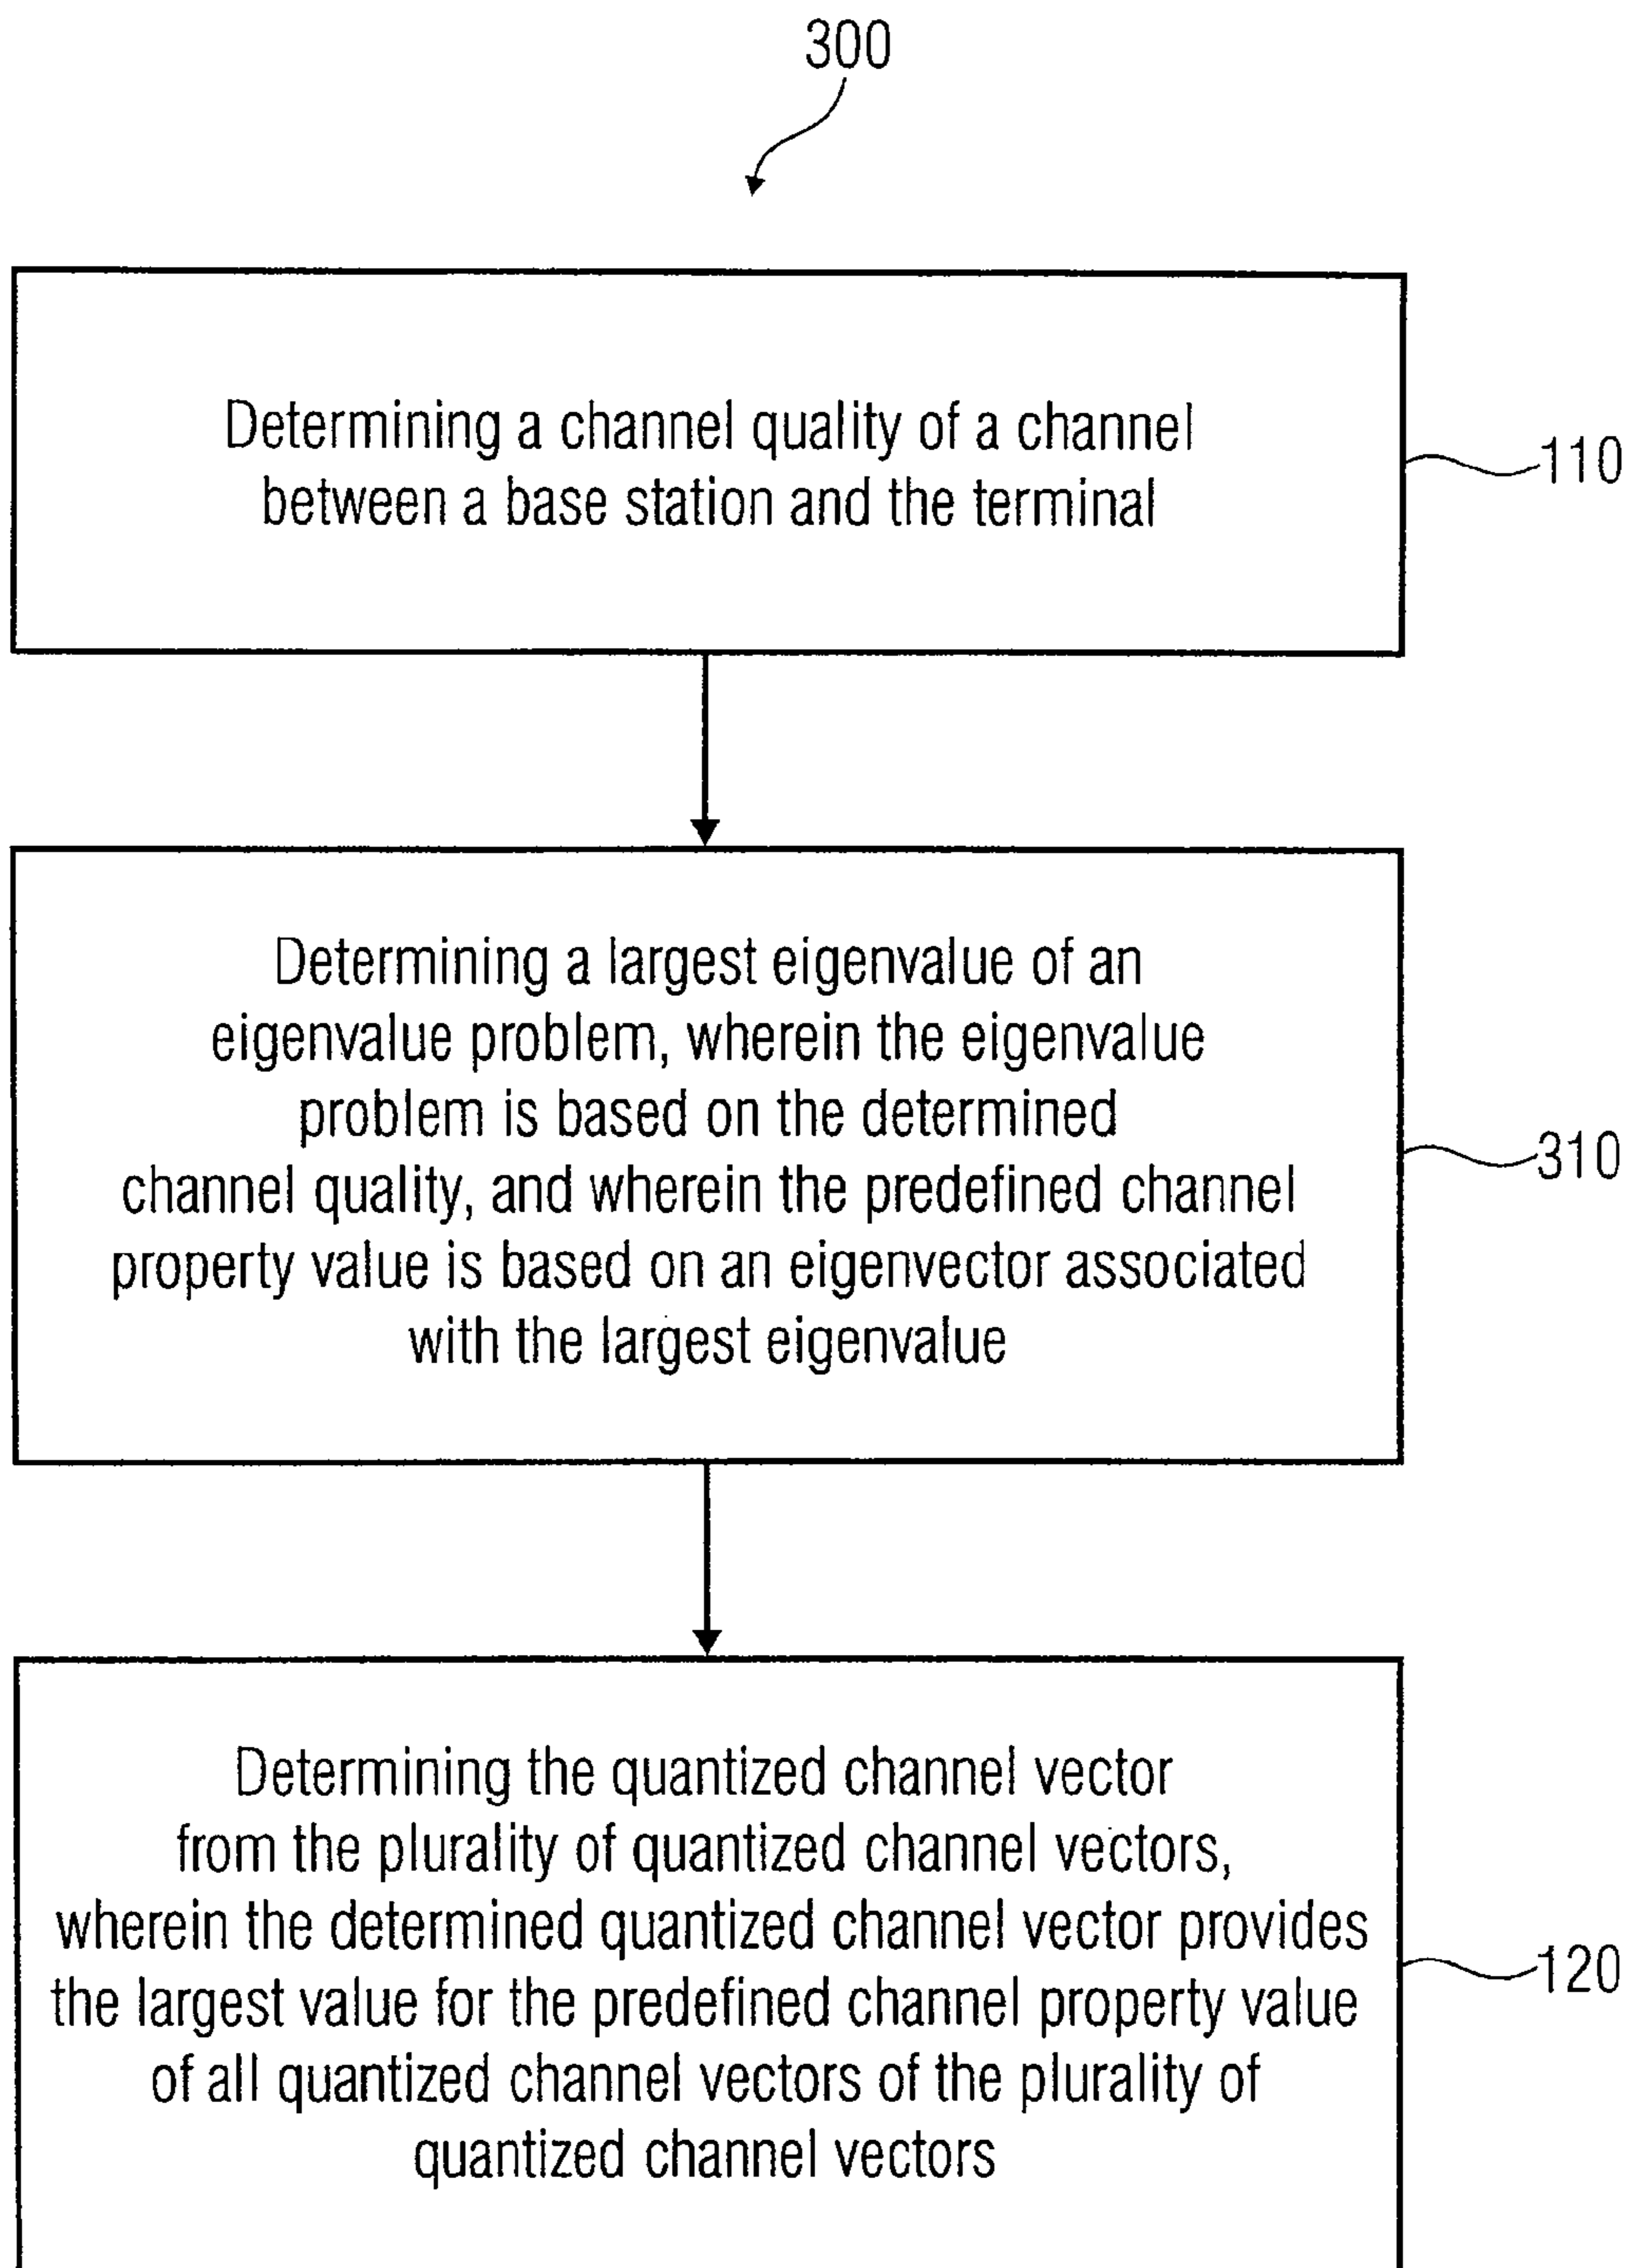 300
Determining a channel quality of a channel
between a base station and the terminal
110
Determining a largest eigenvalue of an
eigenvalue problem, wherein the eigenvalue
problem is based on the determined
channel quality, and wherein the predefined channel
property value is based on an eigenvector associated
with the largest eigenvalue
310
Determining the quantized channel vector
from the plurality of quantized channel vectors,
wherein the determined quantized channel vector provides
the largest value for the predefined channel property value
of all quantized channel vectors of the plurality of
quantized channel vectors
120